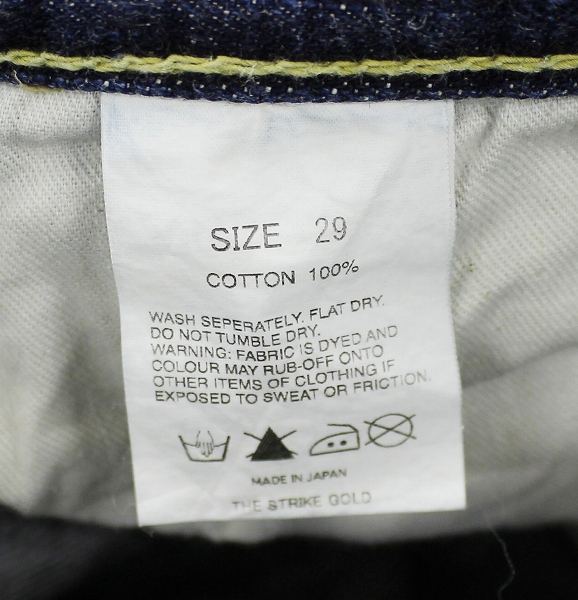 SIZE 29
COTTON 100%
WASH SEPERATELY. FLAT DRY.
DO NOT TUMBLE DRY.
WARNING: FABRIC IS DYED AND
COLOUR MAY RUB-OFF ONTO
OTHER ITEMS OF CLOTHING IF
EXPOSED TO SWEAT OR FRICTION.
MADE IN JAPAN
THE STRIKE GOLD